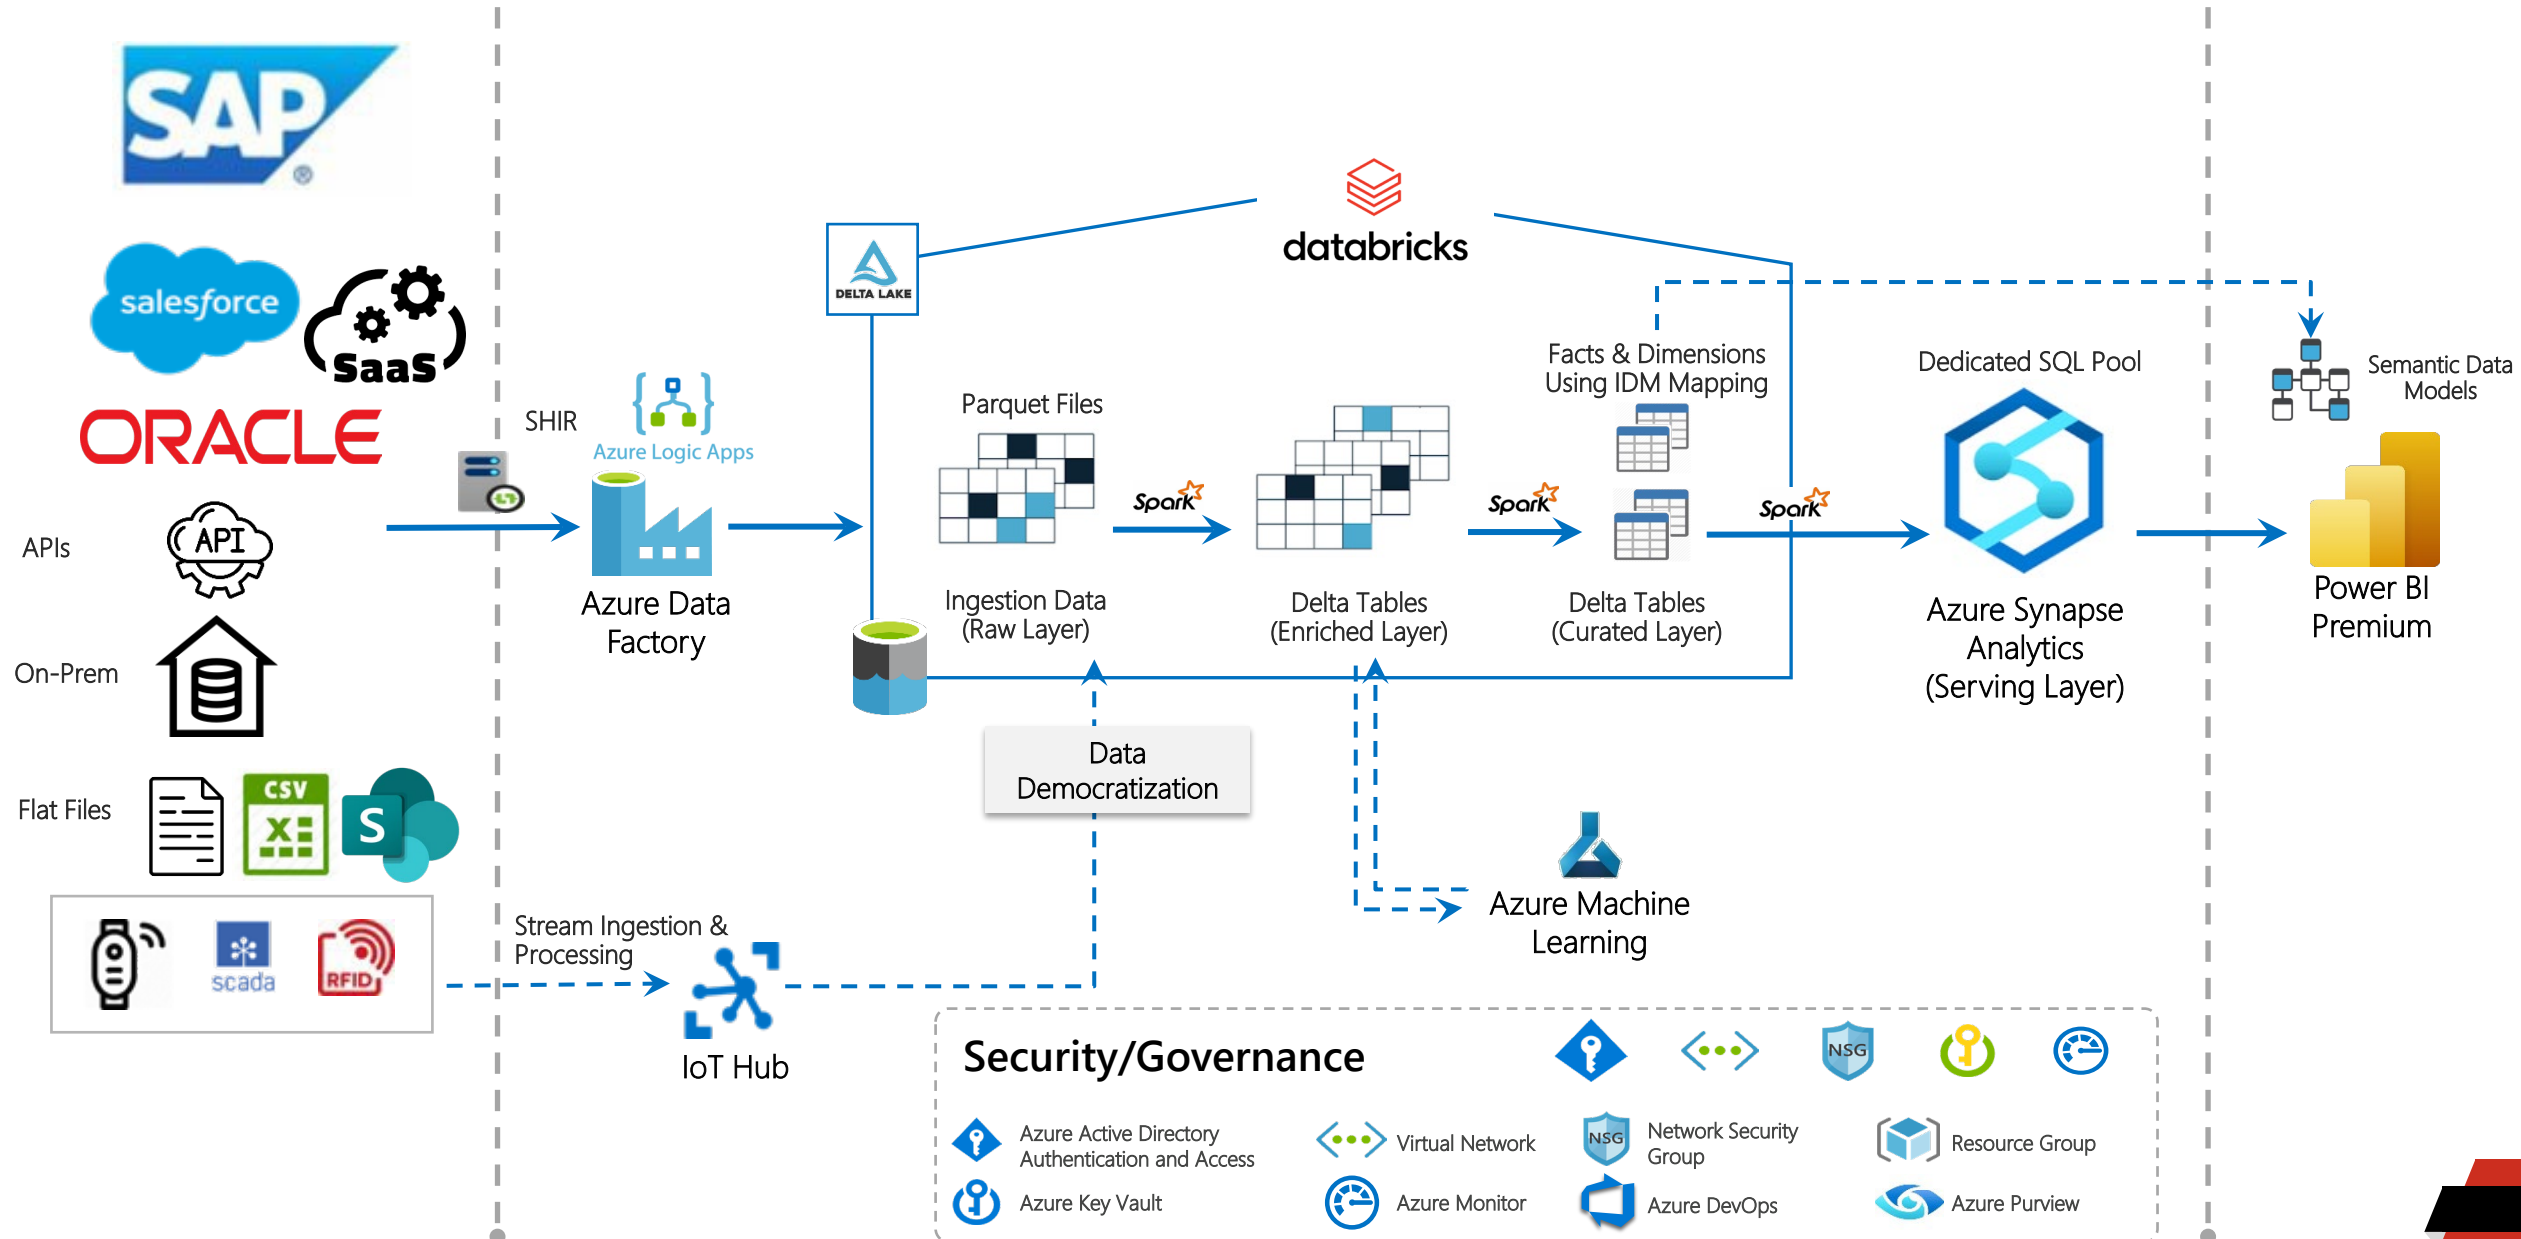 SAP
®
salesforce
SaaS
ORACLE
APIs
API
On-Prem
Flat Files
CSV
X
S
scada
RFID
SHIR
Azure Logic Apps
Azure Data
Factory
Stream Ingestion &
Processing
IoT Hub
DELTA LAKE
databricks
Parquet Files
Ingestion Data
(Raw Layer)
Spark
Delta Tables
(Enriched Layer)
Spark
Facts & Dimensions
Using IDM Mapping
Delta Tables
(Curated Layer)
Spark
Data
Democratization
Azure Machine
Learning
Dedicated SQL Pool
Azure Synapse
Analytics
(Serving Layer)
Semantic Data
Models
Power BI
Premium
Security/Governance
NSG
Azure Active Directory
Authentication and Access
Virtual Network
NSG
Network Security
Group
Resource Group
Azure Key Vault
Azure Monitor
Azure DevOps
Azure Purview